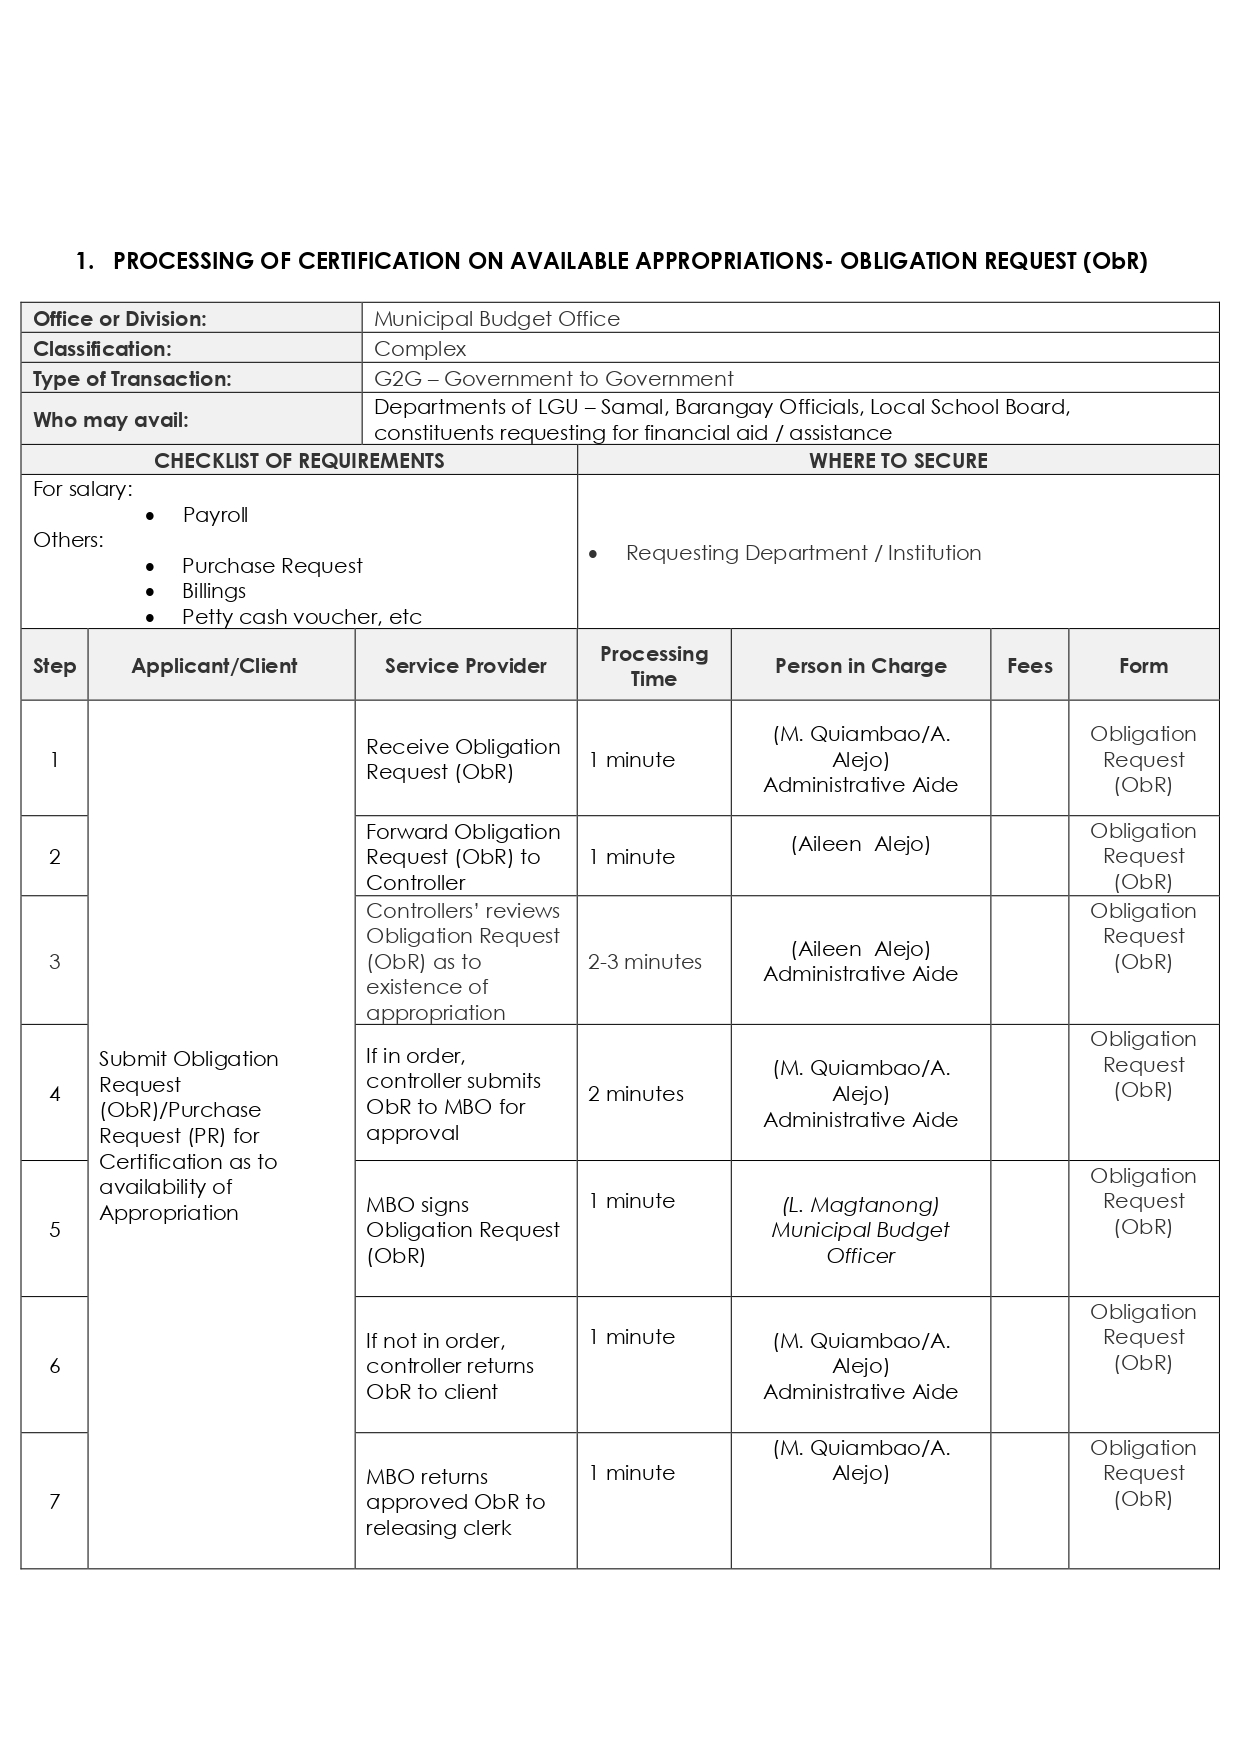 1. PROCESSING OF CERTIFICATION ON AVAILABLE APPROPRIATIONS- OBLIGATION REQUEST (ObR)
Office or Division: Municipal Budget Office
Classification: Complex
Type of Transaction: G2G – Government to Government
Who may avail:
Departments of LGU – Samal, Barangay Officials, Local School Board,
constituents requesting for financial aid / assistance
CHECKLIST OF REQUIREMENTS WHERE TO SECURE
For salary:
• Payroll
Others:
• Purchase Request
• Billings
• Petty cash voucher, etc
• Requesting Department / Institution
Step Applicant/Client Service Provider Processing
Time Person in Charge Fees Form
1
Submit Obligation
Request
(ObR)/Purchase
Request (PR) for
Certification as to
availability of
Appropriation
Receive Obligation
Request (ObR)
1 minute
(M. Quiambao/A.
Alejo)
Administrative Aide
Obligation
Request
(ObR)
2
Forward Obligation
Request (ObR) to
Controller
1 minute
(Aileen Alejo)
Obligation
Request
(ObR)
3
Controllers’ reviews
Obligation Request
(ObR) as to
existence of
appropriation
2-3 minutes
(Aileen Alejo)
Administrative Aide
Obligation
Request
(ObR)
4
If in order,
controller submits
ObR to MBO for
approval
2 minutes
(M. Quiambao/A.
Alejo)
Administrative Aide
Obligation
Request
(ObR)
5
MBO signs
Obligation Request
(ObR)
1 minute
(L. Magtanong)
Municipal Budget
Officer
Obligation
Request
(ObR)
6
If not in order,
controller returns
ObR to client
1 minute
(M. Quiambao/A.
Alejo)
Administrative Aide
Obligation
Request
(ObR)
7
MBO returns
approved ObR to
releasing clerk
1 minute
(M. Quiambao/A.
Alejo)
Obligation
Request
(ObR)